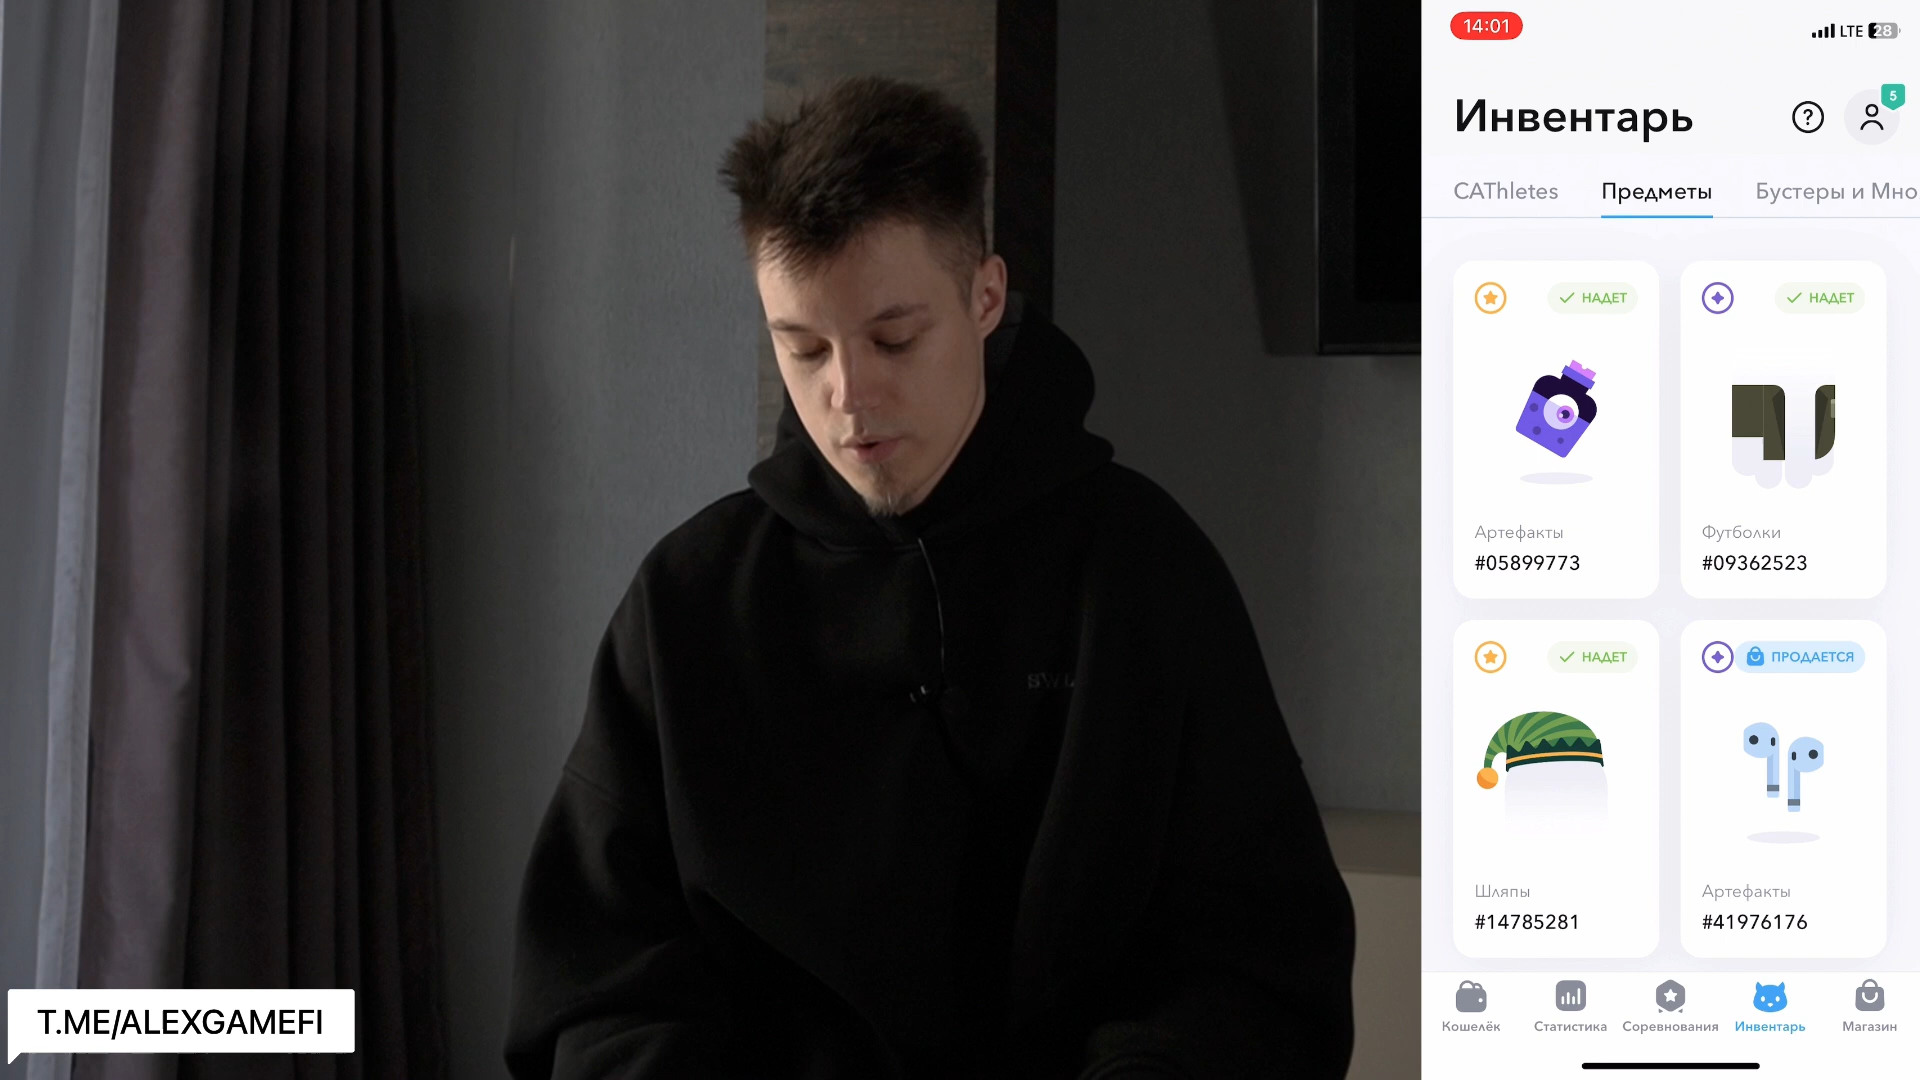 14:01
LTE 28
Инвентарь
5
CAThletes Предметы Бустеры и Мно
НАДЕТ
НАДЕТ
Артефакты
#05899773
Футболки
#09362523
НАДЕТ
ПРОДАЕТСЯ
Шляпы
#14785281
Артефакты
#41976176
Кошелёк Статистика Соревнования Инвентарь Магазин
T.ME/ALEXGAMEFI